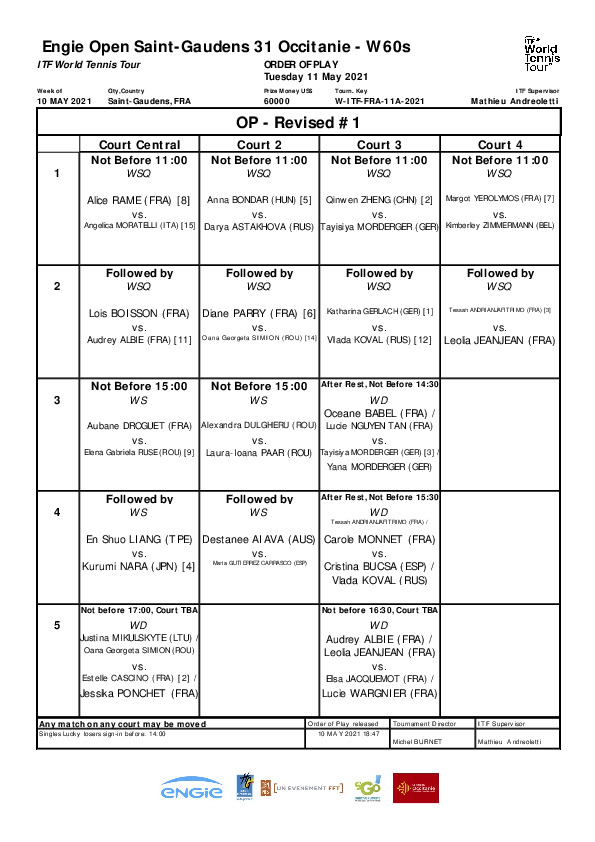 Engie Open Saint-Gaudens 31 Occitanie - W60s
ITF World Tennis Tour
ORDER OF PLAY
Tuesday 11 May 2021
ITF World Tennis Tour
Week of City,Country Prize Money US$ Tourn. Key ITF Supervisor
10 MAY 2021 Saint-Gaudens, FRA 60000 W-ITF-FRA-11A-2021 Mathieu Andreoletti
OP - Revised # 1
Court Central Court 2 Court 3 Court 4
1
Not Before 11:00
WSQ
Alice RAME (FRA) [8]
vs.
Angelica MORATELLI (ITA) [15]
Not Before 11:00
WSQ
Anna BONDAR (HUN) [5]
vs.
Darya ASTAKHOVA (RUS)
Not Before 11:00
WSQ
Qinwen ZHENG (CHN) [2]
vs.
Tayisiya MORDERGER (GER)
Not Before 11:00
WSQ
Margot YEROLYMOS (FRA) [7]
vs.
Kimberley ZIMMERMANN (BEL)
2
Followed by
WSQ
Lois BOISSON (FRA)
vs.
Audrey ALBIE (FRA) [11]
Followed by
WSQ
Diane PARRY (FRA) [6]
vs.
Oana Georgeta SIMION (ROU) [14]
Followed by
WSQ
Katharina GERLACH (GER) [1]
vs.
Vlada KOVAL (RUS) [12]
Followed by
WSQ
Tessah ANDRIANJAFITRIMO (FRA) [3]
vs.
Leolia JEANJEAN (FRA)
3
Not Before 15:00
WS
Aubane DROGUET (FRA)
vs.
Elena Gabriela RUSE (ROU) [9]
Not Before 15:00
WS
Alexandra DULGHERU (ROU)
vs.
Laura-Ioana PAAR (ROU)
After Rest, Not Before 14:30
WD
Oceane BABEL (FRA) /
Lucie NGUYEN TAN (FRA)
vs.
Tayisiya MORDERGER (GER) [3] /
Yana MORDERGER (GER)
4
Followed by
WS
En Shuo LIANG (TPE)
vs.
Kurumi NARA (JPN) [4]
Followed by
WS
Destanee AIAVA (AUS)
vs.
Maria GUTIERREZ CARRASCO (ESP)
After Rest, Not Before 15:30
WD
Tessah ANDRIANJAFITRIMO (FRA) /
Carole MONNET (FRA)
vs.
Cristina BUCSA (ESP) /
Vlada KOVAL (RUS)
5
Not before 17:00, Court TBA
WD
Justina MIKULSKYTE (LTU) /
Oana Georgeta SIMION (ROU)
vs.
Estelle CASCINO (FRA) [2] /
Jessika PONCHET (FRA)
Not before 16:30, Court TBA
WD
Audrey ALBIE (FRA) /
Leolia JEANJEAN (FRA)
vs.
Elsa JACQUEMOT (FRA) /
Lucie WARGNIER (FRA)
Any match on any court may be moved
Singles Lucky losers sign-in before: 14:00
Order of Play released
10 MAY 2021 18:47
Tournament Director
Michel BURNET
ITF Supervisor
Mathieu Andreoletti
ENGIE
UN EVENEMENT FFT
Occitanie